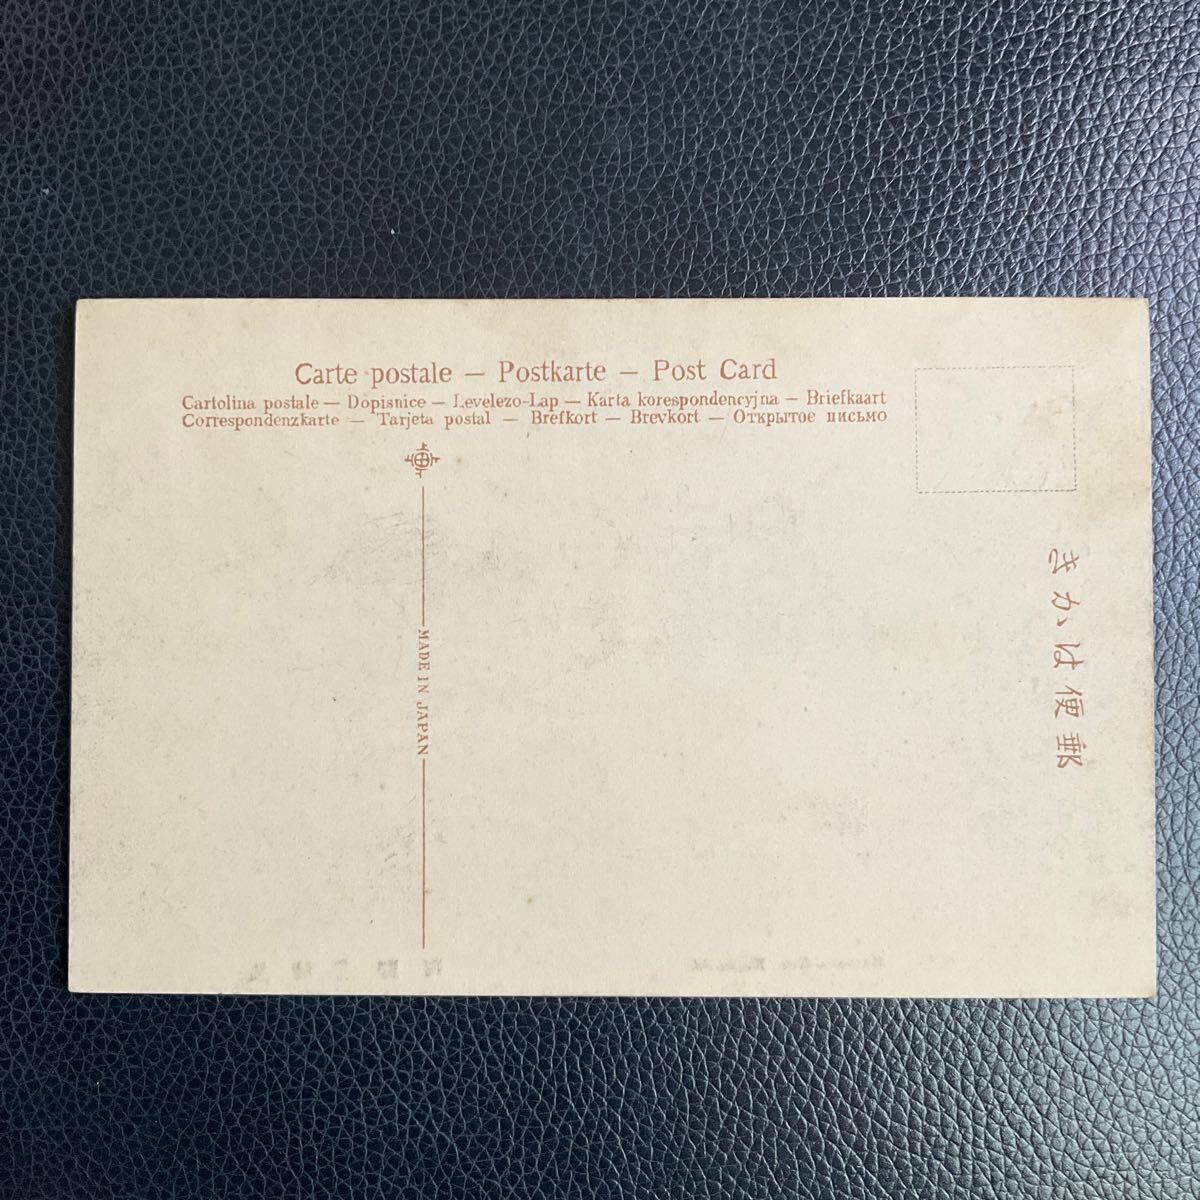 Carte postale — Postkarte — Post Card
Cartolina postale — Dopisnice — Levelezo-Lap — Karta korespondencyjna — Briefkaart
Correspondenzkarte — Tarjeta postal — Brefkort — Brevkort — Открытое письмо
MADE IN JAPAN
きかは便郵